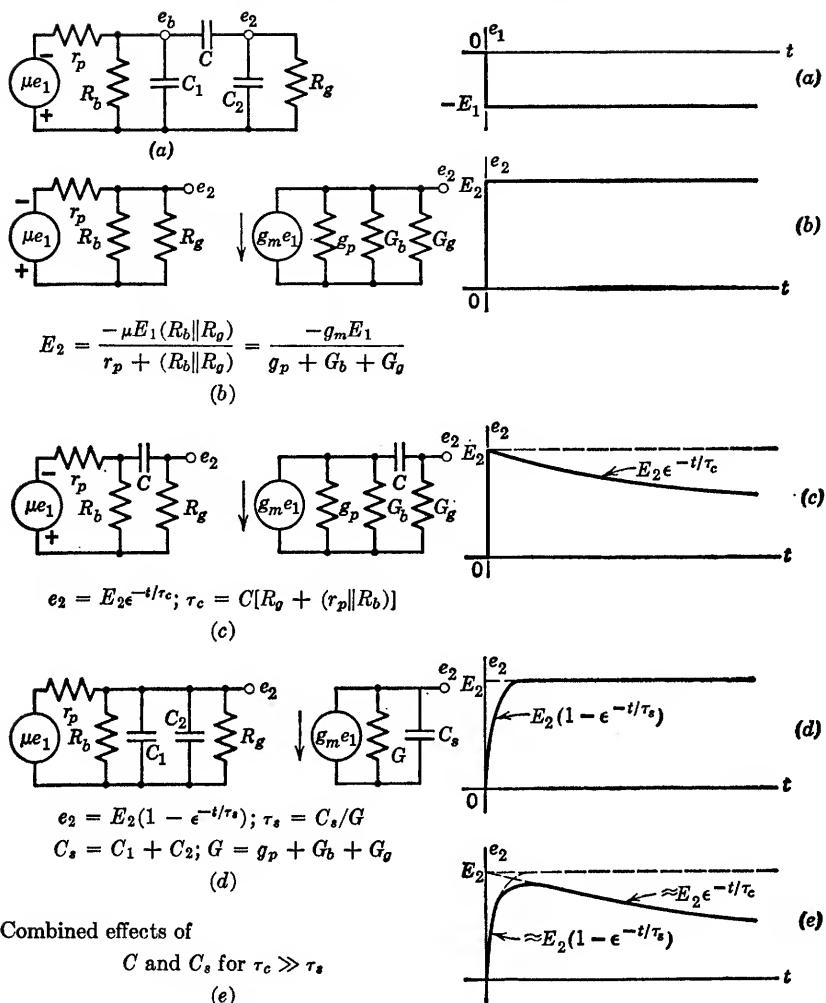 e_b e_2
r_p C
μe_1 R_b C_1 C_2 R_g
− +
(a)
0 e_1 t
−E_1
(a)
e_2 e_2
− r_p
μe_1 R_b R_g g_m e_1 g_p G_b G_g
+
E_2 = −μE_1(R_b||R_g) / r_p + (R_b||R_g) = −g_m E_1 / g_p + G_b + G_g
(b)
e_2
E_2
0 t
(b)
e_2 e_2
− r_p C C
μe_1 R_b R_g g_m e_1 g_p G_b G_g
+
e_2 = E_2ϵ^{−t/τ_c}; τ_c = C[R_g + (r_p||R_b)]
(c)
e_2
E_2 E_2ϵ^{−t/τ_c}
0 t
(c)
e_2 e_2
r_p
μe_1 R_b C_1 C_2 R_g g_m e_1 G C_s
e_2 = E_2(1 − ϵ^{−t/τ_s}); τ_s = C_s/G
C_s = C_1 + C_2; G = g_p + G_b + G_g
(d)
e_2
E_2
E_2(1 − ϵ^{−t/τ_s})
0 t
(d)
Combined effects of
C and C_s for τ_c ≫ τ_s
(e)
e_2
E_2
≈E_2ϵ^{−t/τ_c}
≈E_2(1 − ϵ^{−t/τ_s})
0 t
(e)